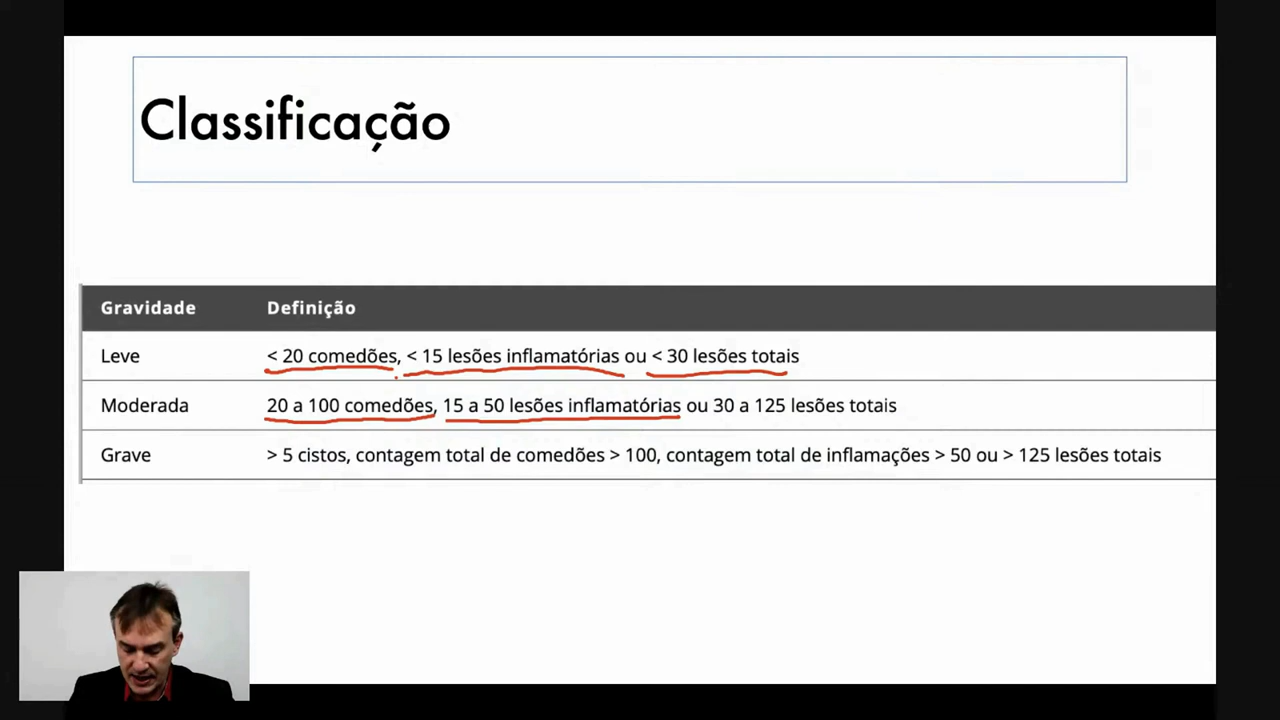 Classificação
Gravidade Definição
Leve < 20 comedões, < 15 lesões inflamatórias ou < 30 lesões totais
Moderada 20 a 100 comedões, 15 a 50 lesões inflamatórias ou 30 a 125 lesões totais
Grave > 5 cistos, contagem total de comedões > 100, contagem total de inflamações > 50 ou > 125 lesões totais